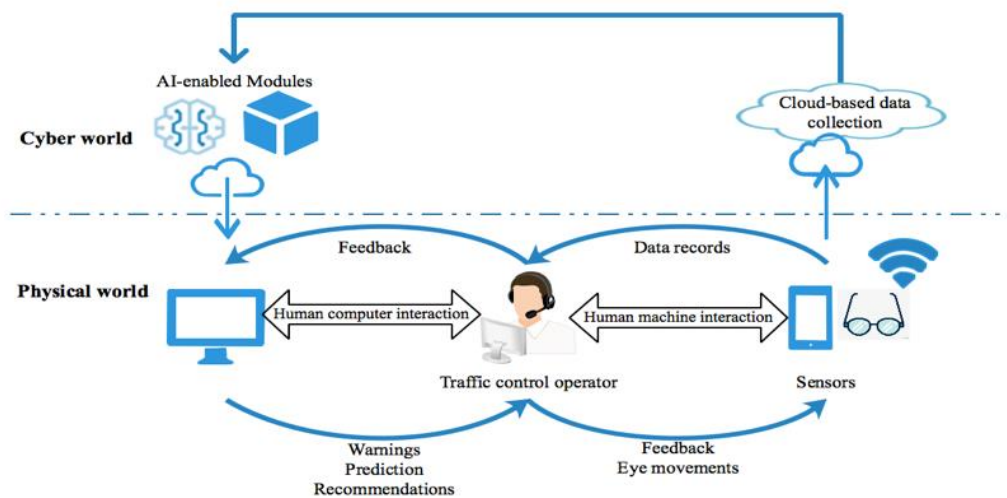 AI-enabled Modules
Cloud-based data
collection
Cyber world
Feedback
Data records
Physical world
Human computer interaction
Human machine interaction
Traffic control operator
Sensors
Warnings
Prediction
Recommendations
Feedback
Eye movements